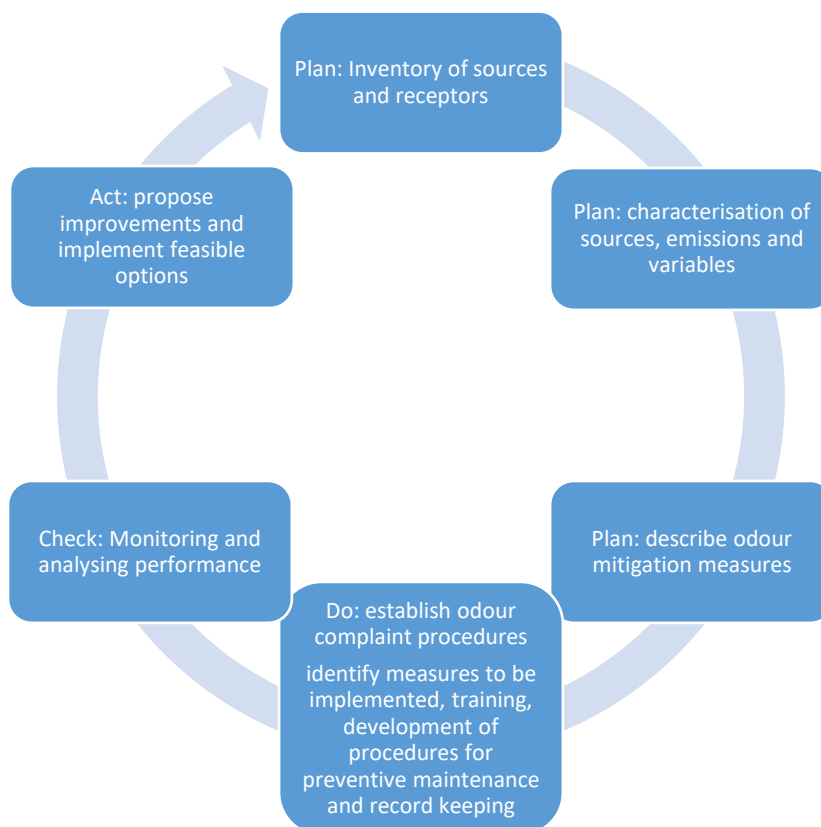 Plan: Inventory of sources
and receptors
Plan: characterisation of
sources, emissions and
variables
Plan: describe odour
mitigation measures
Do: establish odour
complaint procedures
identify measures to be
implemented, training,
development of
procedures for
preventive maintenance
and record keeping
Check: Monitoring and
analysing performance
Act: propose
improvements and
implement feasible
options